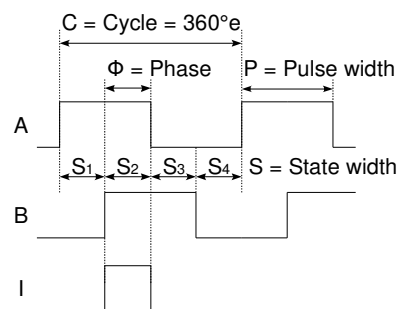 C = Cycle = 360°e
Φ = Phase P = Pulse width
A
S1 S2 S3 S4 S = State width
B
I